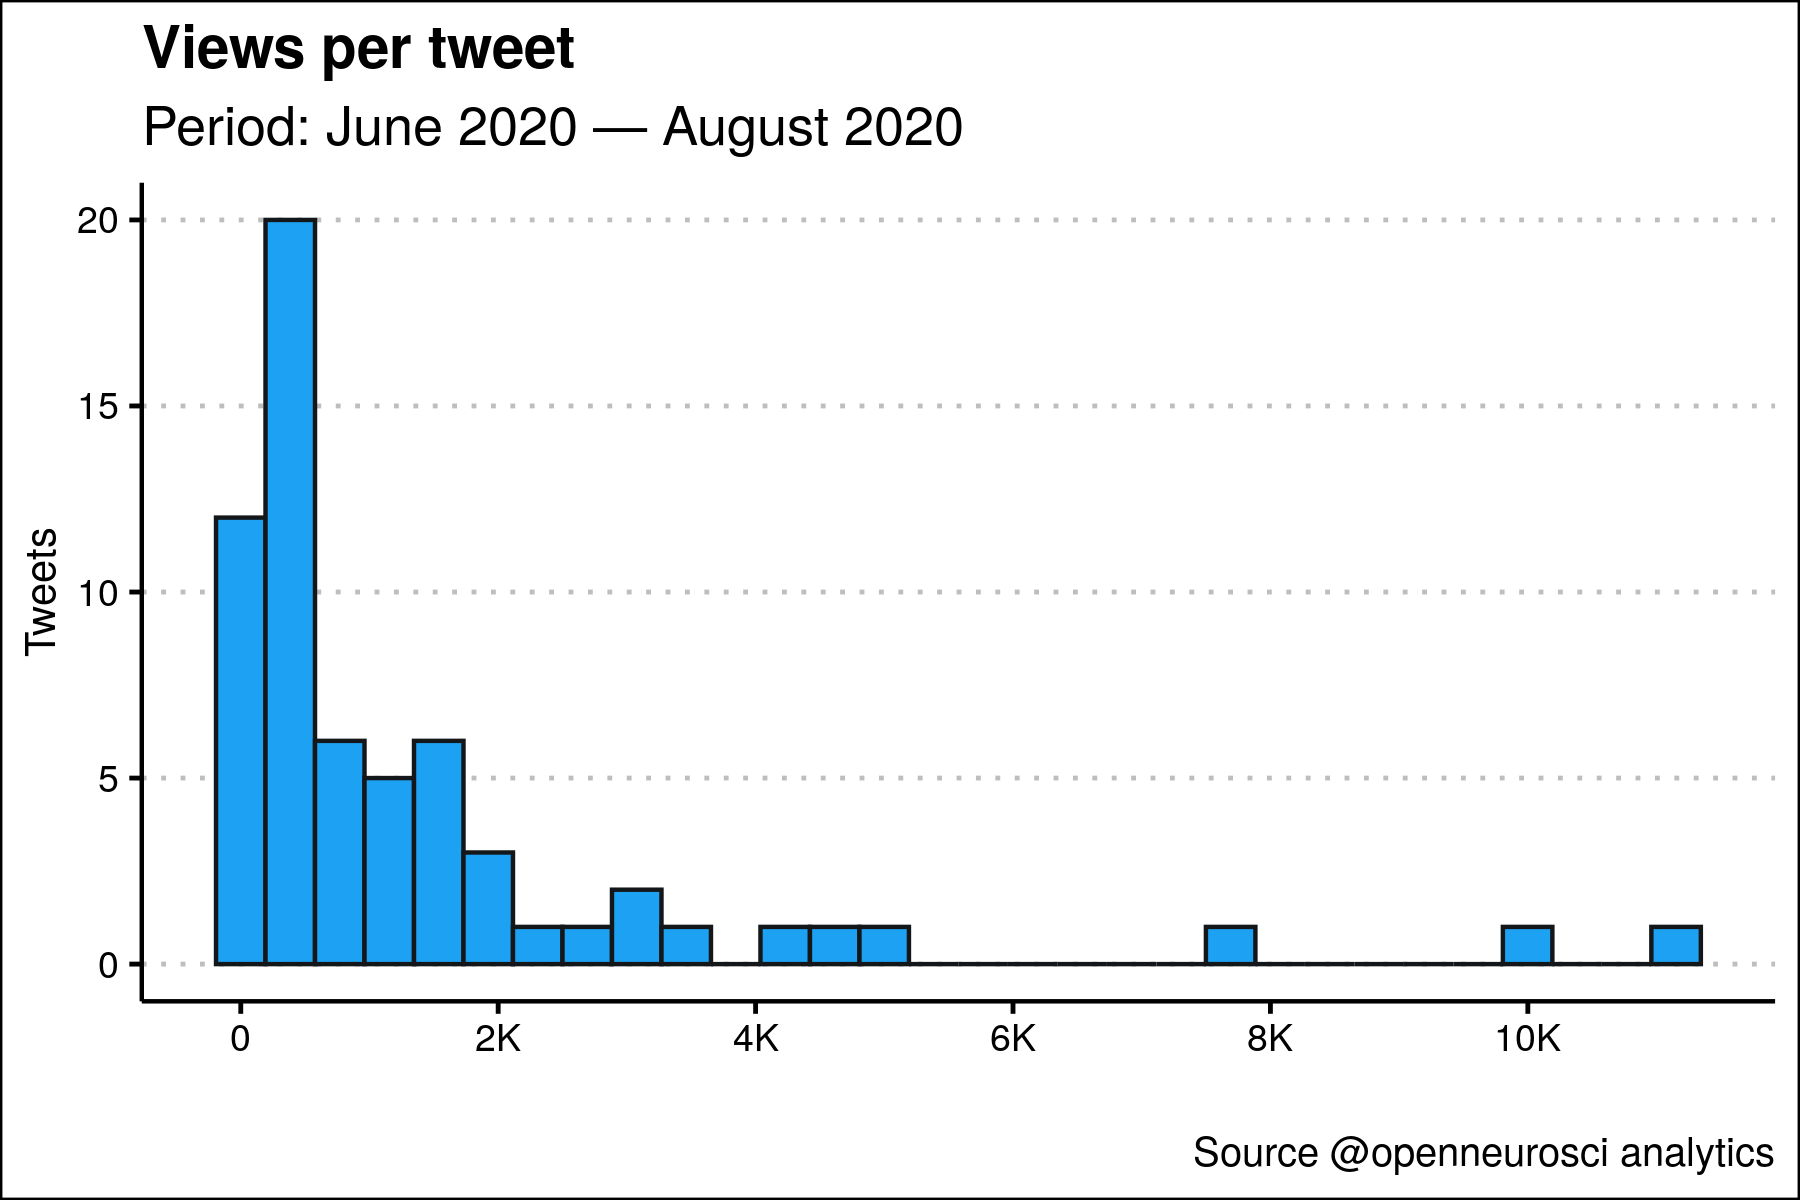 Views per tweet
Period: June 2020 — August 2020
20
15
10
5
0
Tweets
0 2K 4K 6K 8K 10K
Source @openneurosci analytics